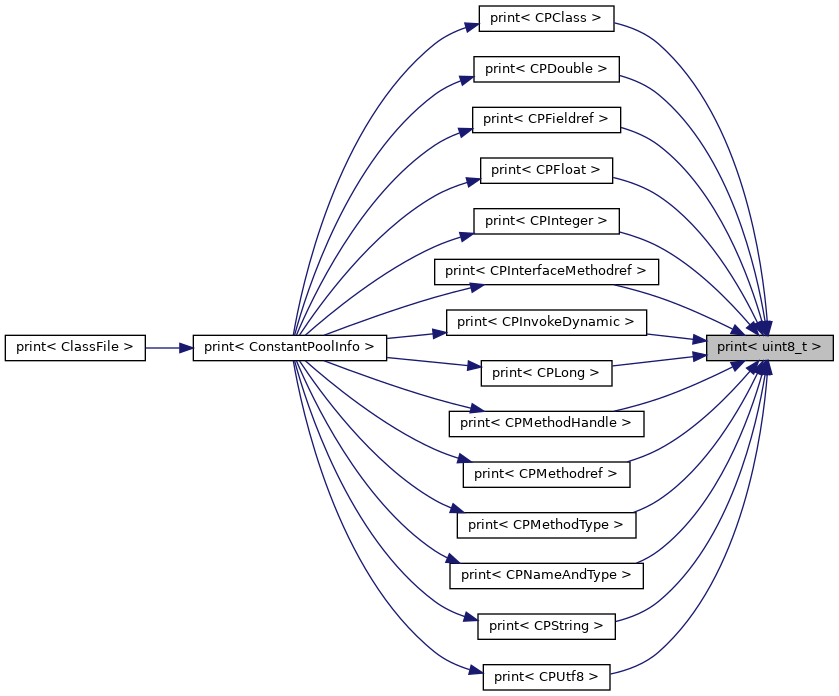 print< CPClass >
print< CPDouble >
print< CPFieldref >
print< CPFloat >
print< CPInteger >
print< CPInterfaceMethodref >
print< CPInvokeDynamic >
print< ClassFile >
print< ConstantPoolInfo >
print< uint8_t >
print< CPLong >
print< CPMethodHandle >
print< CPMethodref >
print< CPMethodType >
print< CPNameAndType >
print< CPString >
print< CPUtf8 >